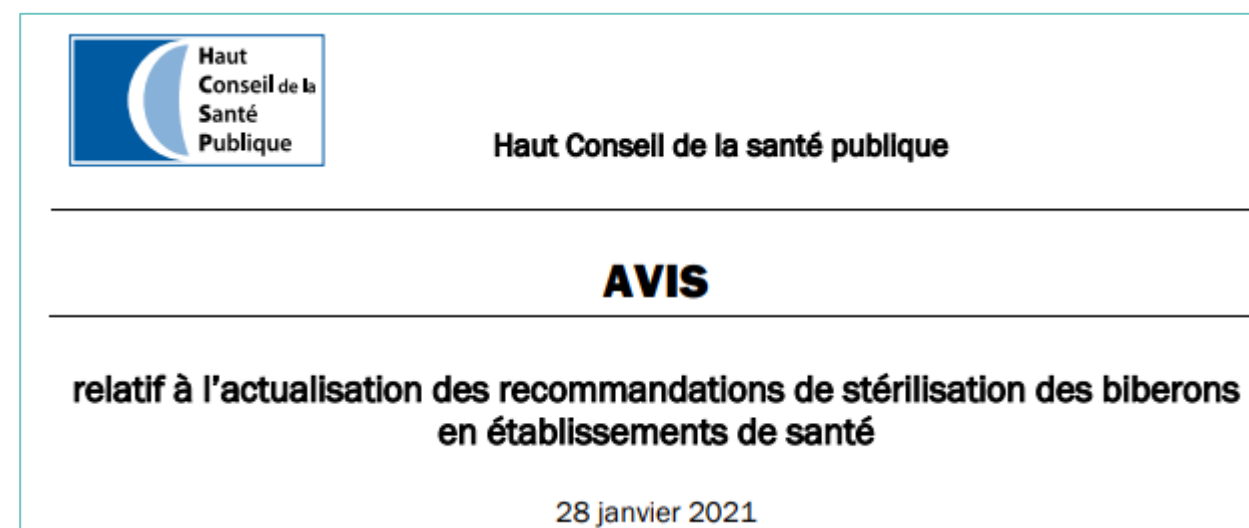 Haut
Conseil de la
Santé
Publique
Haut Conseil de la santé publique
AVIS
relatif à l'actualisation des recommandations de stérilisation des biberons
en établissements de santé
28 janvier 2021